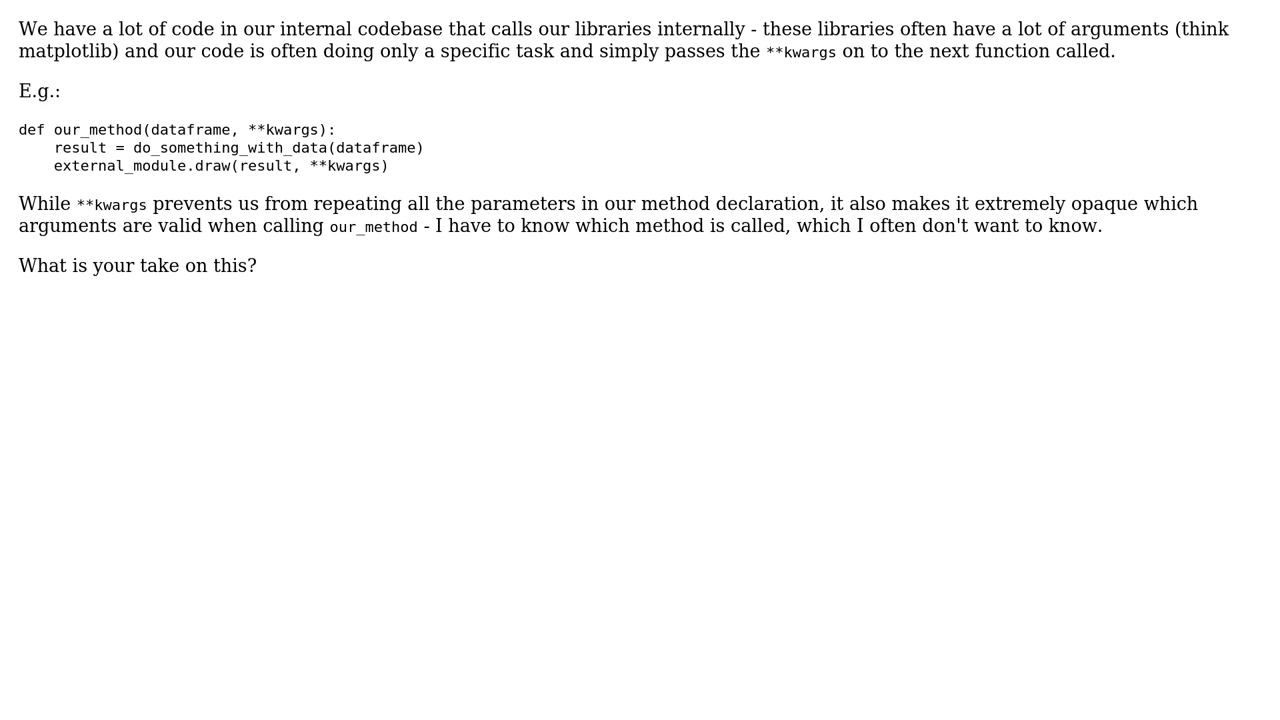 We have a lot of code in our internal codebase that calls our libraries internally - these libraries often have a lot of arguments (think
matplotlib) and our code is often doing only a specific task and simply passes the **kwargs on to the next function called.
E.g.:
def our_method(dataframe, **kwargs):
    result = do_something_with_data(dataframe)
    external_module.draw(result, **kwargs)
While **kwargs prevents us from repeating all the parameters in our method declaration, it also makes it extremely opaque which
arguments are valid when calling our_method - I have to know which method is called, which I often don't want to know.
What is your take on this?